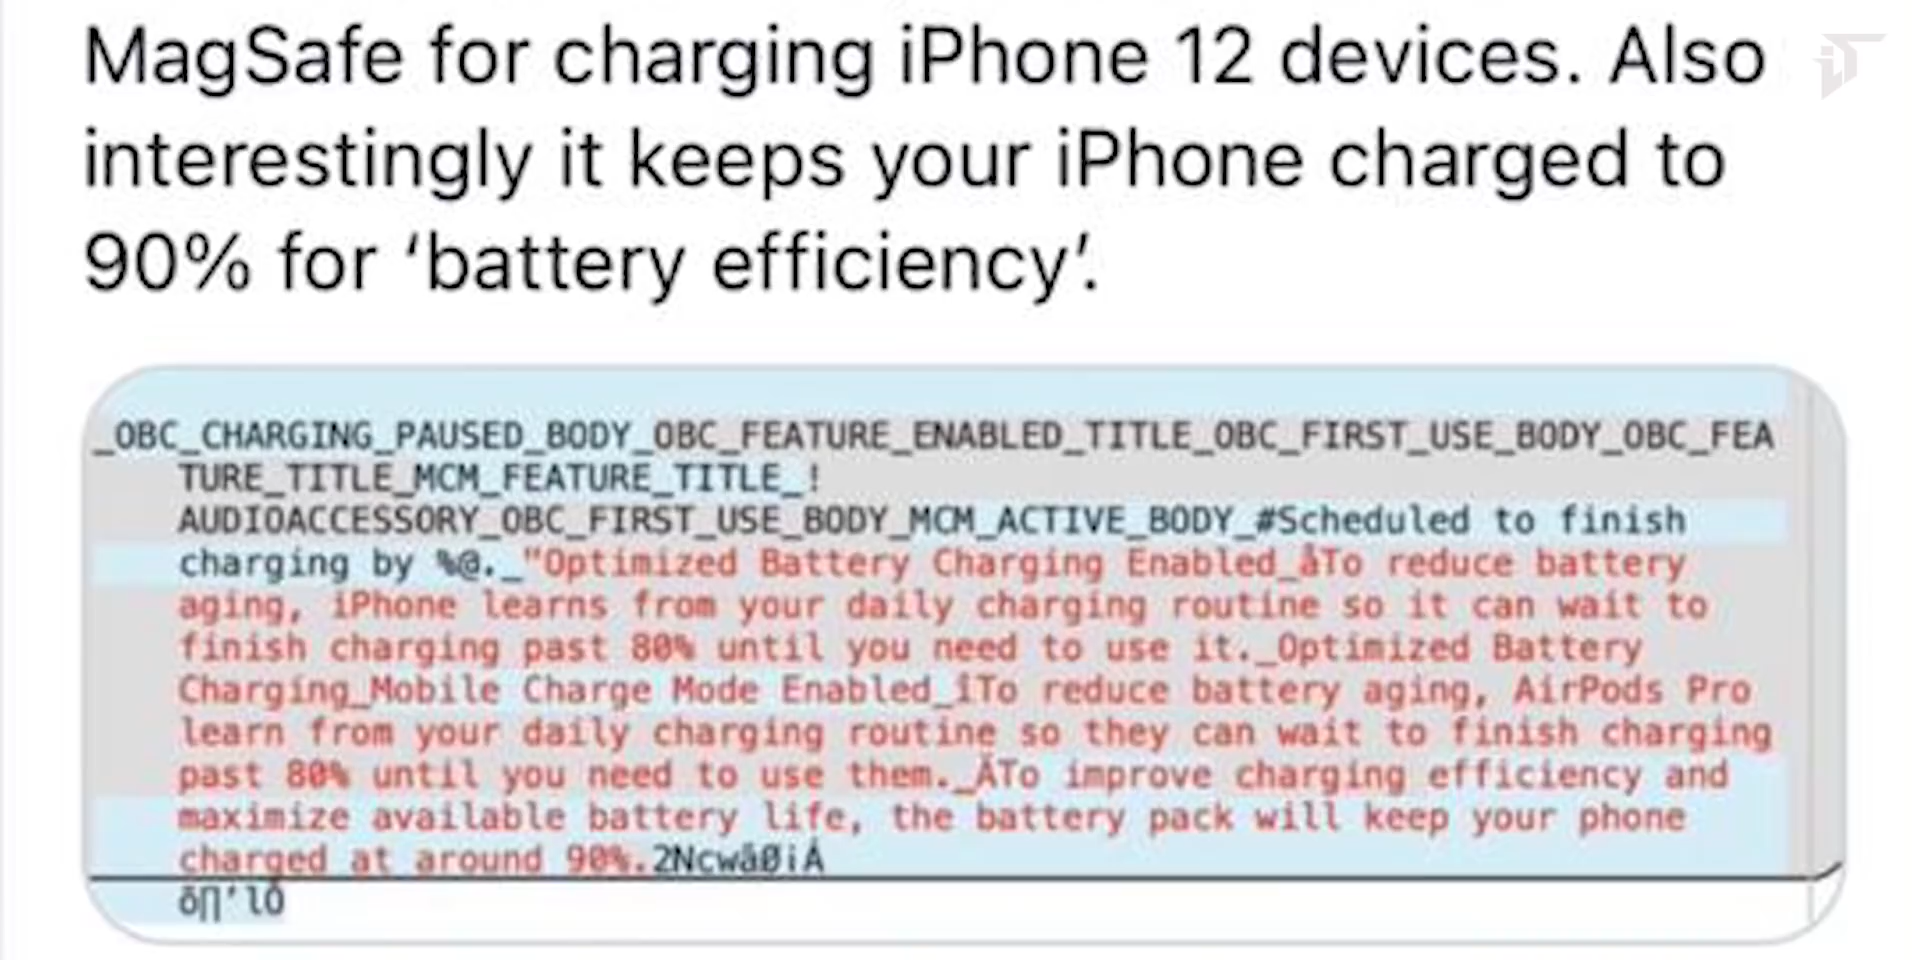 MagSafe for charging iPhone 12 devices. Also
interestingly it keeps your iPhone charged to
90% for ‘battery efficiency’.
_OBC_CHARGING_PAUSED_BODY_OBC_FEATURE_ENABLED_TITLE_OBC_FIRST_USE_BODY_OBC_FEA
TURE_TITLE_MCM_FEATURE_TITLE_!
AUDIOACCESSORY_OBC_FIRST_USE_BODY_MCM_ACTIVE_BODY_#Scheduled to finish
charging by %@._"Optimized Battery Charging Enabled_åTo reduce battery
aging, iPhone learns from your daily charging routine so it can wait to
finish charging past 80% until you need to use it._Optimized Battery
Charging_Mobile Charge Mode Enabled_îTo reduce battery aging, AirPods Pro
learn from your daily charging routine so they can wait to finish charging
past 80% until you need to use them._ÄTo improve charging efficiency and
maximize available battery life, the battery pack will keep your phone
charged at around 90%.2NcwãØiÁ
õ∏’lÔ